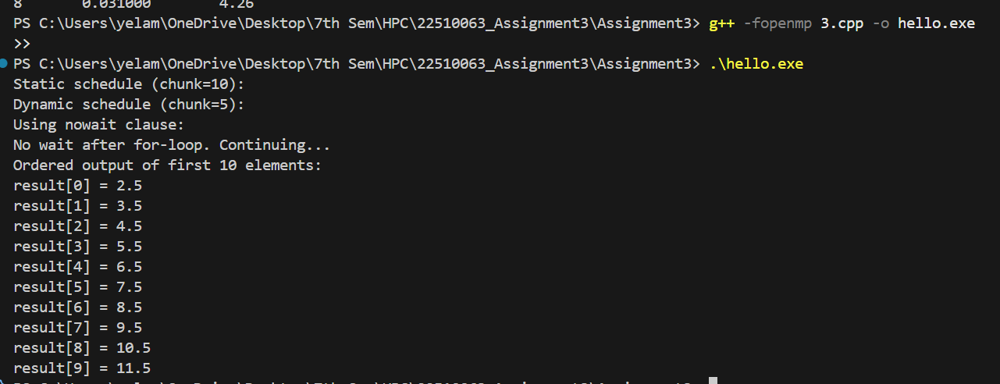 8 0.031000 4.26
PS C:\Users\yelam\OneDrive\Desktop\7th Sem\HPC\22510063_Assignment3\Assignment3> g++ -fopenmp 3.cpp -o hello.exe
>>
PS C:\Users\yelam\OneDrive\Desktop\7th Sem\HPC\22510063_Assignment3\Assignment3> .\hello.exe
Static schedule (chunk=10):
Dynamic schedule (chunk=5):
Using nowait clause:
No wait after for-loop. Continuing...
Ordered output of first 10 elements:
result[0] = 2.5
result[1] = 3.5
result[2] = 4.5
result[3] = 5.5
result[4] = 6.5
result[5] = 7.5
result[6] = 8.5
result[7] = 9.5
result[8] = 10.5
result[9] = 11.5